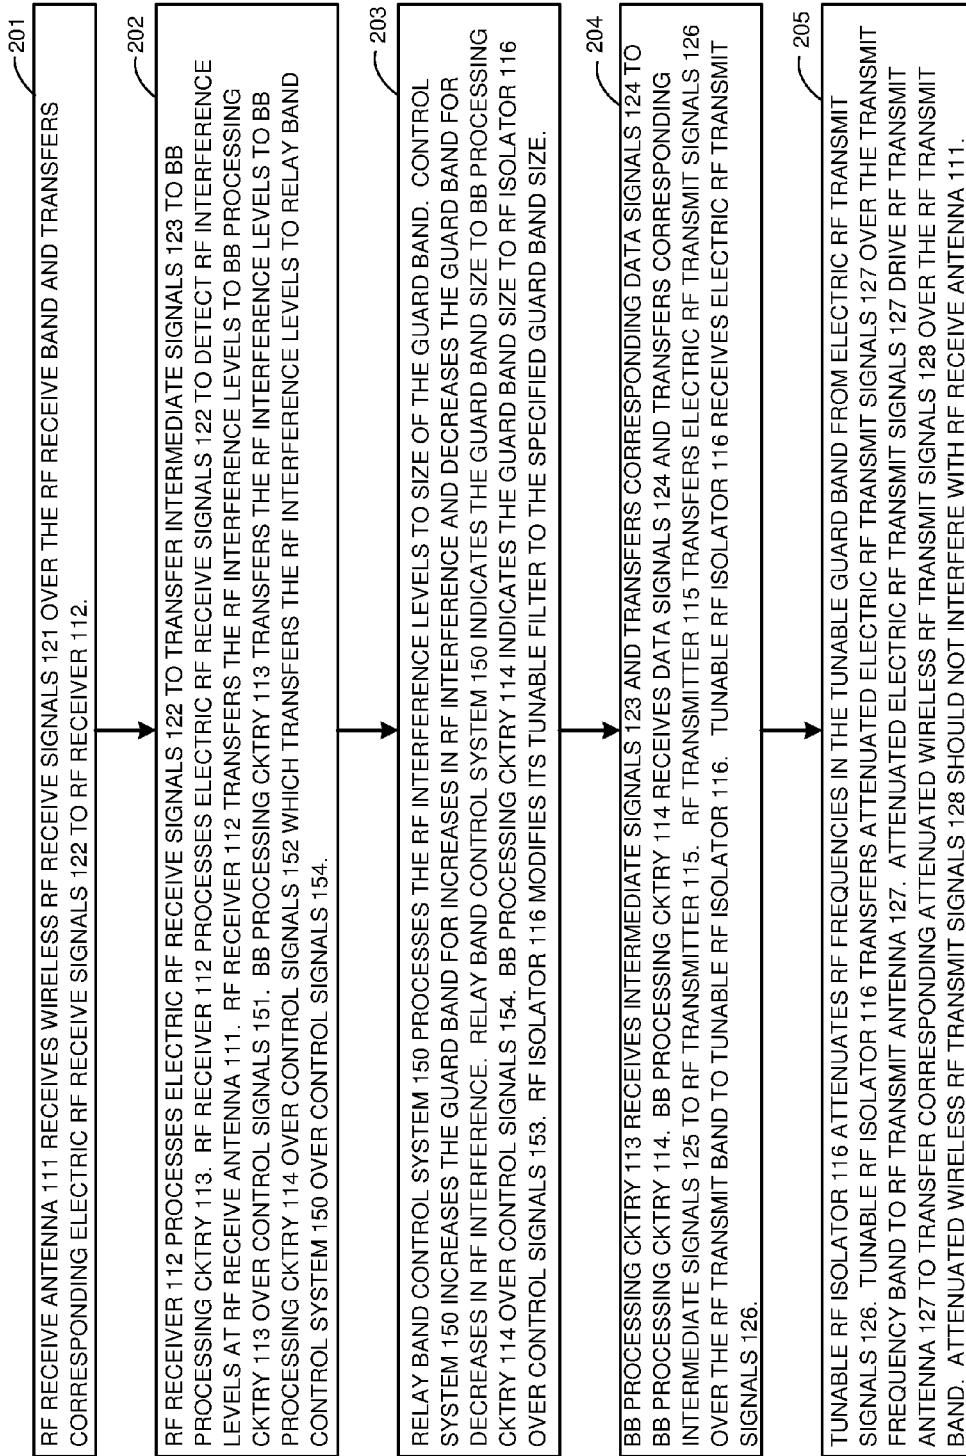 201
RF RECEIVE ANTENNA 111 RECEIVES WIRELESS RF RECEIVE SIGNALS 121 OVER THE RF RECEIVE BAND AND TRANSFERS
CORRESPONDING ELECTRIC RF RECEIVE SIGNALS 122 TO RF RECEIVER 112.
202
RF RECEIVER 112 PROCESSES ELECTRIC RF RECEIVE SIGNALS 122 TO TRANSFER INTERMEDIATE SIGNALS 123 TO BB
PROCESSING CKTRY 113.  RF RECEIVER 112 PROCESSES ELECTRIC RF RECEIVE SIGNALS 122 TO DETECT RF INTERFERENCE
LEVELS AT RF RECEIVE ANTENNA 111.  RF RECEIVER 112 TRANSFERS THE RF INTERFERENCE LEVELS TO BB PROCESSING
CKTRY 113 OVER CONTROL SIGNALS 151.  BB PROCESSING CKTRY 113 TRANSFERS THE RF INTERFERENCE LEVELS TO BB
PROCESSING CKTRY 114 OVER CONTROL SIGNALS 152 WHICH TRANSFERS THE RF INTERFERENCE LEVELS TO RELAY BAND
CONTROL SYSTEM 150 OVER CONTROL SIGNALS 154.
203
RELAY BAND CONTROL SYSTEM 150 PROCESSES THE RF INTERFERENCE LEVELS TO SIZE OF THE GUARD BAND.  CONTROL
SYSTEM 150 INCREASES THE GUARD BAND FOR INCREASES IN RF INTERFERENCE AND DECREASES THE GUARD BAND FOR
DECREASES IN RF INTERFERENCE.  RELAY BAND CONTROL SYSTEM 150 INDICATES THE GUARD BAND SIZE TO BB PROCESSING
CKTRY 114 OVER CONTROL SIGNALS 154.  BB PROCESSING CKTRY 114 INDICATES THE GUARD BAND SIZE TO RF ISOLATOR 116
OVER CONTROL SIGNALS 153.  RF ISOLATOR 116 MODIFIES ITS TUNABLE FILTER TO THE SPECIFIED GUARD BAND SIZE.
204
BB PROCESSING CKTRY 113 RECEIVES INTERMEDIATE SIGNALS 123 AND TRANSFERS CORRESPONDING DATA SIGNALS 124 TO
BB PROCESSING CKTRY 114.  BB PROCESSING CKTRY 114 RECEIVES DATA SIGNALS 124 AND TRANSFERS CORRESPONDING
INTERMEDIATE SIGNALS 125 TO RF TRANSMITTER 115.  RF TRANSMITTER 115 TRANSFERS ELECTRIC RF TRANSMIT SIGNALS 126
OVER THE RF TRANSMIT BAND TO TUNABLE RF ISOLATOR 116.  TUNABLE RF ISOLATOR 116 RECEIVES ELECTRIC RF TRANSMIT
SIGNALS 126.
205
TUNABLE RF ISOLATOR 116 ATTENUATES RF FREQUENCIES IN THE TUNABLE GUARD BAND FROM ELECTRIC RF TRANSMIT
SIGNALS 126.  TUNABLE RF ISOLATOR 116 TRANSFERS ATTENUATED ELECTRIC RF TRANSMIT SIGNALS 127 OVER THE TRANSMIT
FREQUENCY BAND TO RF TRANSMIT ANTENNA 127.  ATTENUATED ELECTRIC RF TRANSMIT SIGNALS 127 DRIVE RF TRANSMIT
ANTENNA 127 TO TRANSFER CORRESPONDING ATTENUATED WIRELESS RF TRANSMIT SIGNALS 128 OVER THE RF TRANSMIT
BAND.  ATTENUATED WIRELESS RF TRANSMIT SIGNALS 128 SHOULD NOT INTERFERE WITH RF RECEIVE ANTENNA 111.